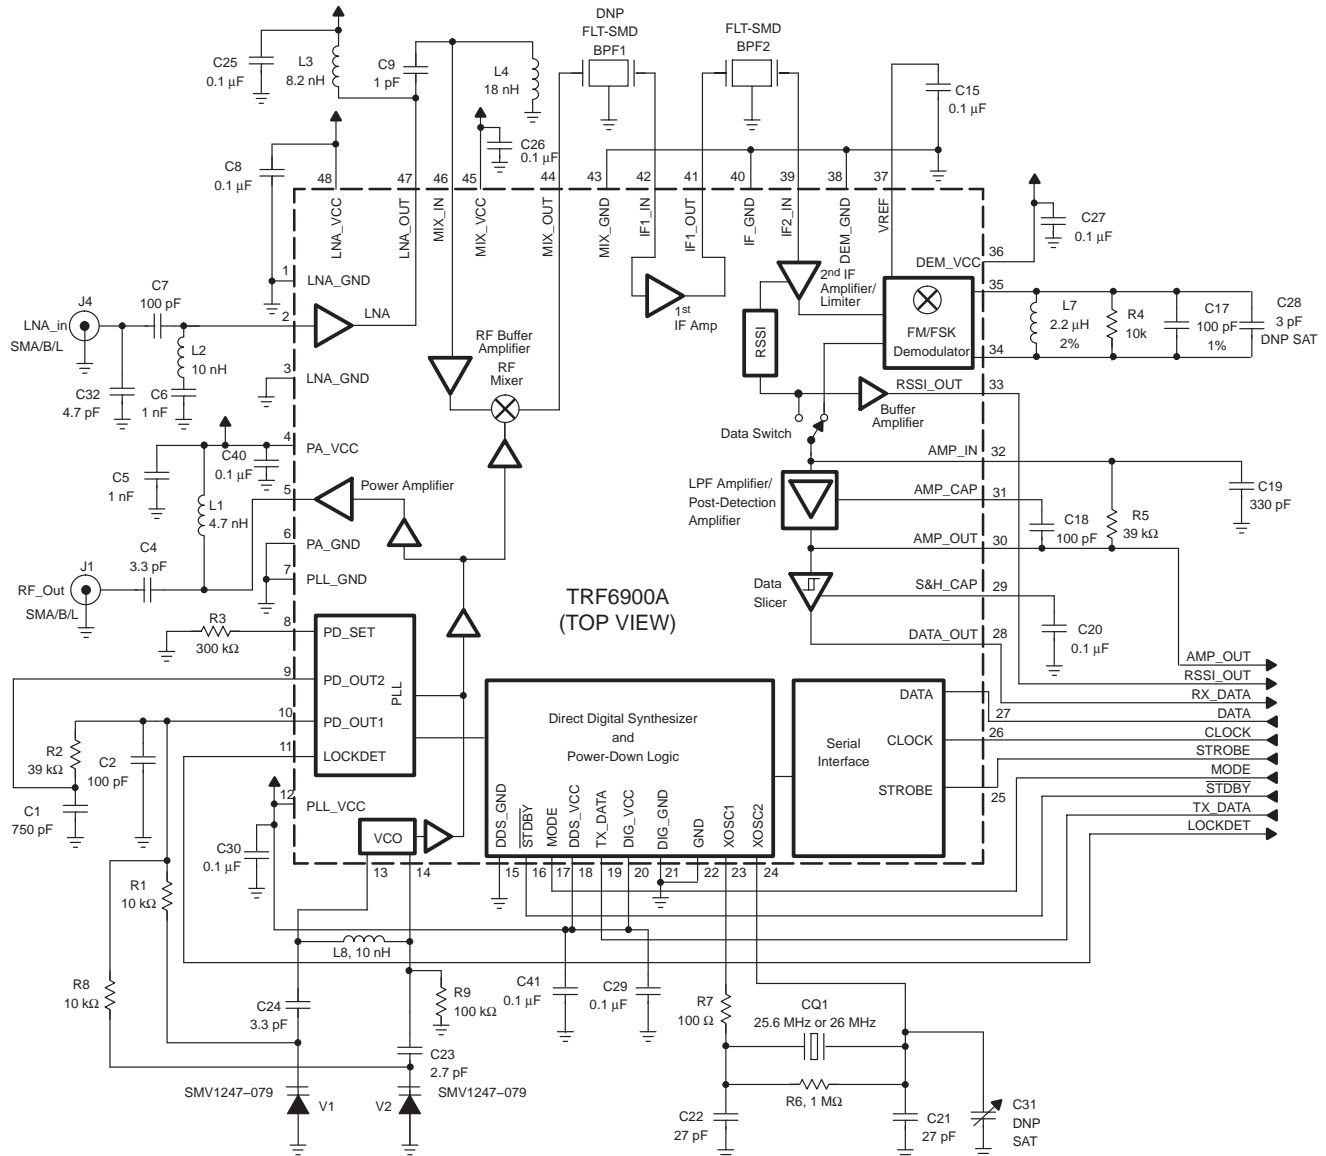 DNP
FLT-SMD
BPF1
FLT-SMD
BPF2
C25
0.1 µF
L3
8.2 nH
C9
1 pF
L4
18 nH
C15
0.1 µF
C8
0.1 µF
C26
0.1 µF
48
47
46
45
44
43
42
41
40
39
38
37
LNA_VCC
LNA_OUT
MIX_IN
MIX_VCC
MIX_OUT
MIX_GND
IF1_IN
IF1_OUT
IF_GND
IF2_IN
DEM_GND
VREF
C27
0.1 µF
36
DEM_VCC
1
LNA_GND
2nd IF
Amplifier/
Limiter
1st
IF Amp
35
C7
100 pF
J4
LNA_in
SMA/B/L
2
LNA
L2
10 nH
RF Buffer
Amplifier
RF
Mixer
RSSI
FM/FSK
Demodulator
L7
2.2 µH
2%
R4
10k
C17
100 pF
1%
C28
3 pF
DNP SAT
34
3
LNA_GND
C32
4.7 pF
C6
1 nF
RSSI_OUT
33
Buffer
Amplifier
Data Switch
4
PA_VCC
C40
0.1 µF
C5
1 nF
AMP_IN
32
5
Power Amplifier
L1
4.7 nH
LPF Amplifier/
Post-Detection
Amplifier
AMP_CAP
31
C19
330 pF
C18
100 pF
R5
39 kΩ
6
PA_GND
AMP_OUT
30
C4
3.3 pF
J1
RF_Out
SMA/B/L
7
PLL_GND
TRF6900A
(TOP VIEW)
Data
Slicer
S&H_CAP
29
R3
300 kΩ
8
PD_SET
DATA_OUT
28
C20
0.1 µF
9
PD_OUT2
PLL
10
PD_OUT1
11
LOCKDET
R2
39 kΩ
C2
100 pF
C1
750 pF
Direct Digital Synthesizer
and
Power-Down Logic
Serial
Interface
DATA
27
CLOCK
26
STROBE
25
AMP_OUT
RSSI_OUT
RX_DATA
DATA
CLOCK
STROBE
MODE
STDBY
TX_DATA
LOCKDET
12
PLL_VCC
VCO
DDS_GND
STDBY
MODE
DDS_VCC
TX_DATA
DIG_VCC
DIG_GND
GND
XOSC1
XOSC2
C30
0.1 µF
13
14
15
16
17
18
19
20
21
22
23
24
R1
10 kΩ
L8, 10 nH
R8
10 kΩ
C24
3.3 pF
R9
100 kΩ
C41
0.1 µF
C29
0.1 µF
R7
100 Ω
CQ1
25.6 MHz or 26 MHz
C23
2.7 pF
SMV1247–079
V1
V2
SMV1247–079
R6, 1 MΩ
C22
27 pF
C21
27 pF
C31
DNP
SAT